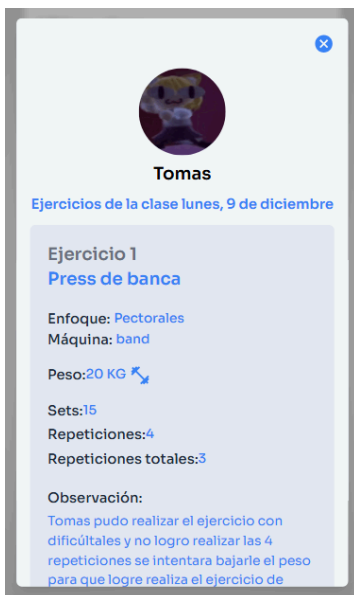 Tomas
Ejercicios de la clase lunes, 9 de diciembre
Ejercicio 1
Press de banca
Enfoque: Pectorales
Máquina: band
Peso:20 KG
Sets:15
Repeticiones:4
Repeticiones totales:3
Observación:
Tomas pudo realizar el ejercicio con
dificúltales y no logro realizar las 4
repeticiones se intentara bajarle el peso
para que logre realiza el ejercicio de